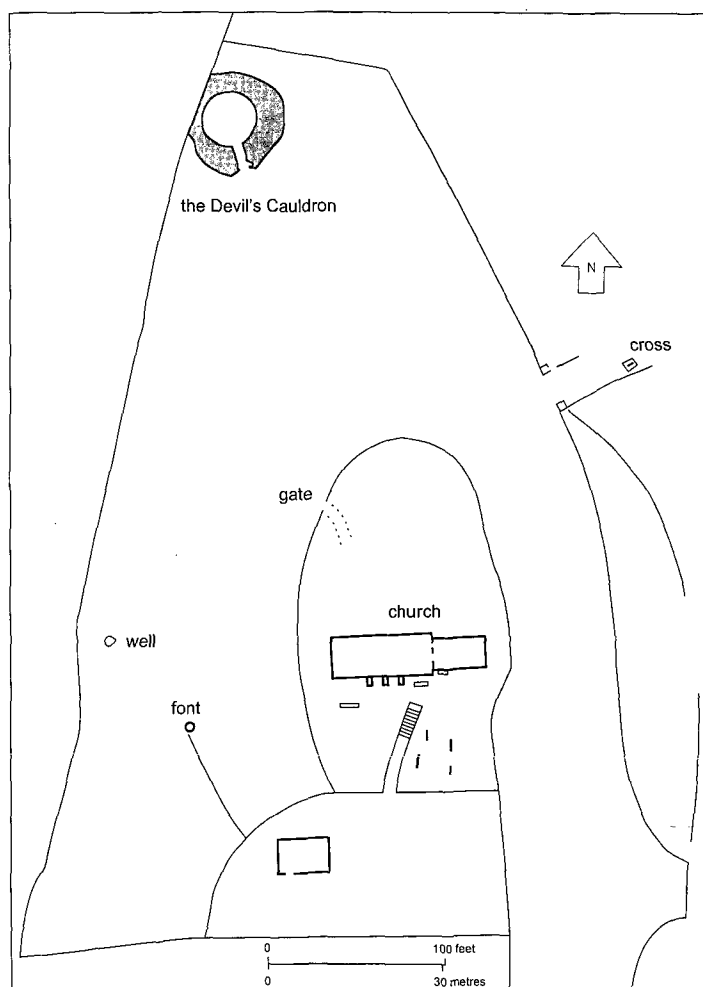 the Devil's Cauldron
N
cross
gate
church
well
font
0 100 feet
0 30 metres